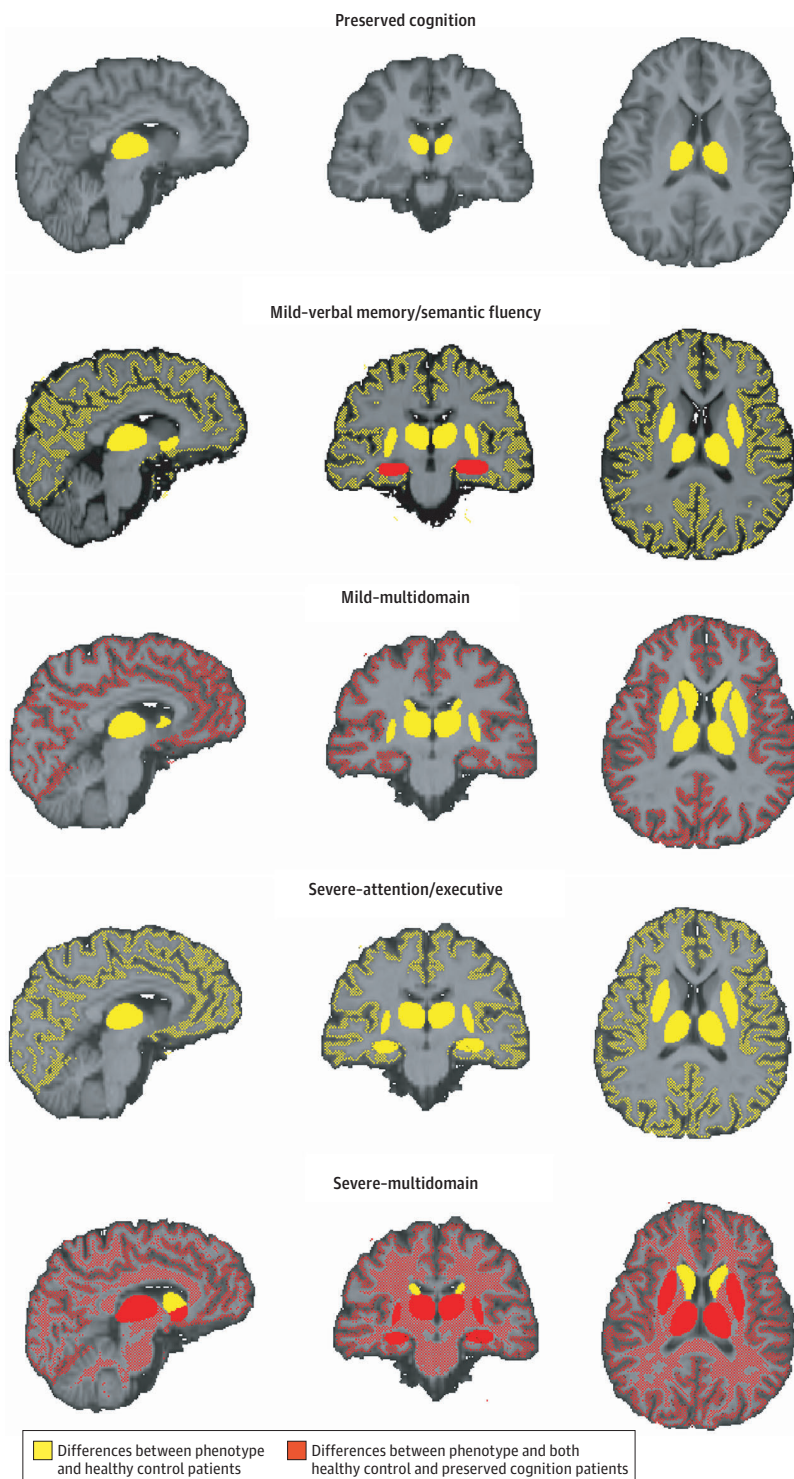 Preserved cognition
Mild-verbal memory/semantic fluency
Mild-multidomain
Severe-attention/executive
Severe-multidomain
Differences between phenotype
and healthy control patients
Differences between phenotype and both
healthy control and preserved cognition patients